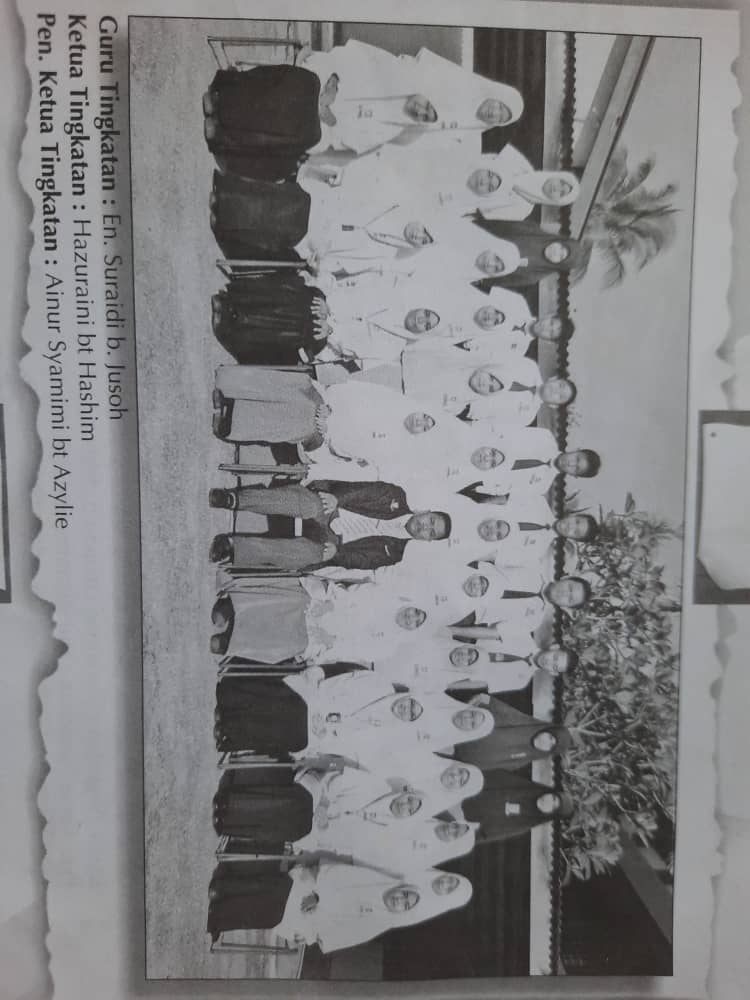 Guru Tingkatan : En. Suraidi b. Jusoh
Ketua Tingkatan : Hazuraini bt Hashim
Pen. Ketua Tingkatan : Ainur Syamimi bt Azylie